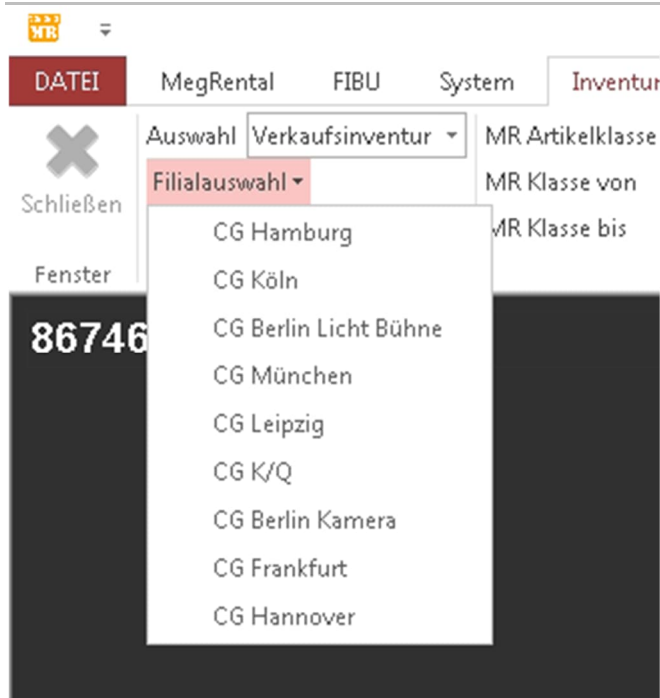 MR
DATEI MegRental FIBU System Inventur
Auswahl Verkaufsinventur MR Artikelklasse
Filialauswahl MR Klasse von
Schließen MR Klasse bis
Fenster
86746
CG Hamburg
CG Köln
CG Berlin Licht Bühne
CG München
CG Leipzig
CG K/Q
CG Berlin Kamera
CG Frankfurt
CG Hannover